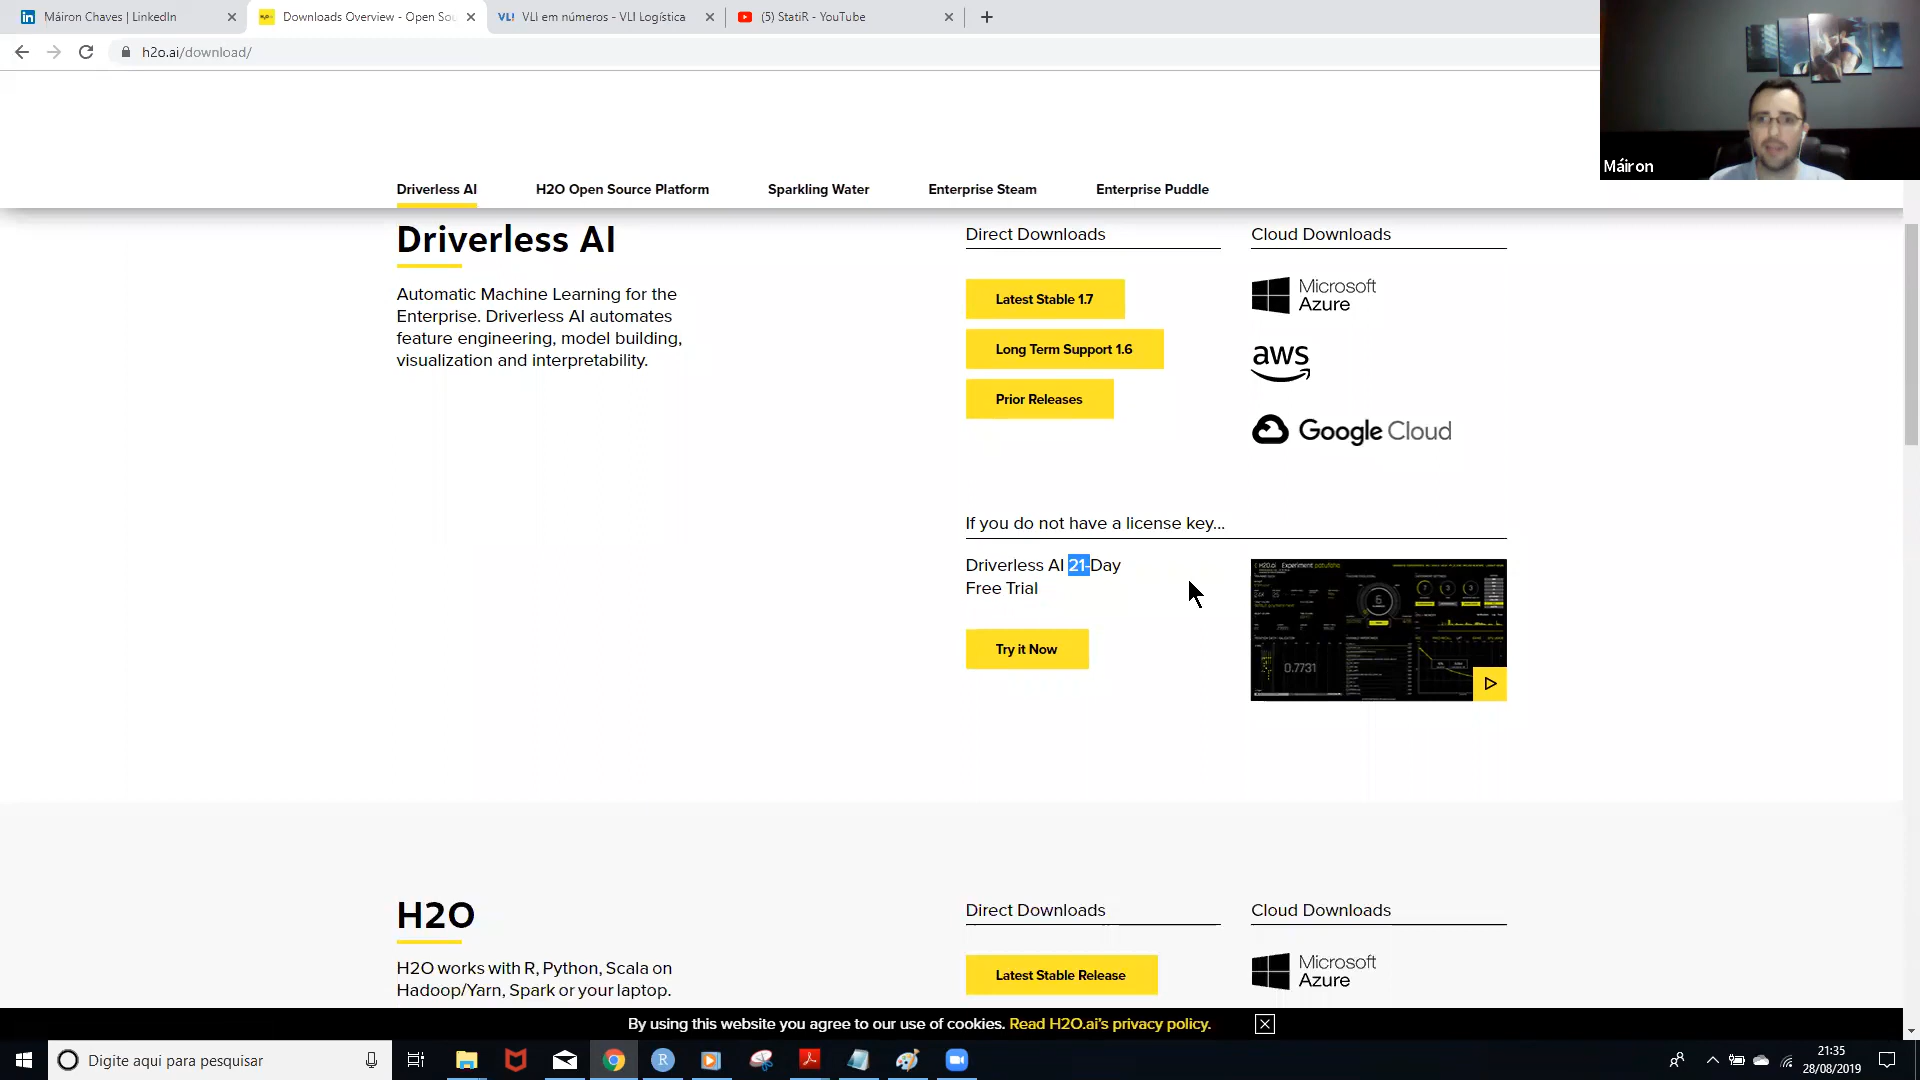 Máiron Chaves | LinkedIn
Downloads Overview - Open Sou
VL! VLI em números - VLI Logística
(5) StatiR - YouTube
h2o.ai/download/
Máiron
Driverless AI
H2O Open Source Platform
Sparkling Water
Enterprise Steam
Enterprise Puddle
Driverless AI
Automatic Machine Learning for the
Enterprise. Driverless AI automates
feature engineering, model building,
visualization and interpretability.
Direct Downloads
Latest Stable 1.7
Long Term Support 1.6
Prior Releases
Cloud Downloads
Microsoft
Azure
aws
Google Cloud
If you do not have a license key...
Driverless AI 21-Day
Free Trial
Try it Now
H2O.ai Experiment
0.7731
H2O
H2O works with R, Python, Scala on
Hadoop/Yarn, Spark or your laptop.
Direct Downloads
Latest Stable Release
Cloud Downloads
Microsoft
Azure
By using this website you agree to our use of cookies. Read H2O.ai's privacy policy.
Digite aqui para pesquisar
21:35
28/08/2019